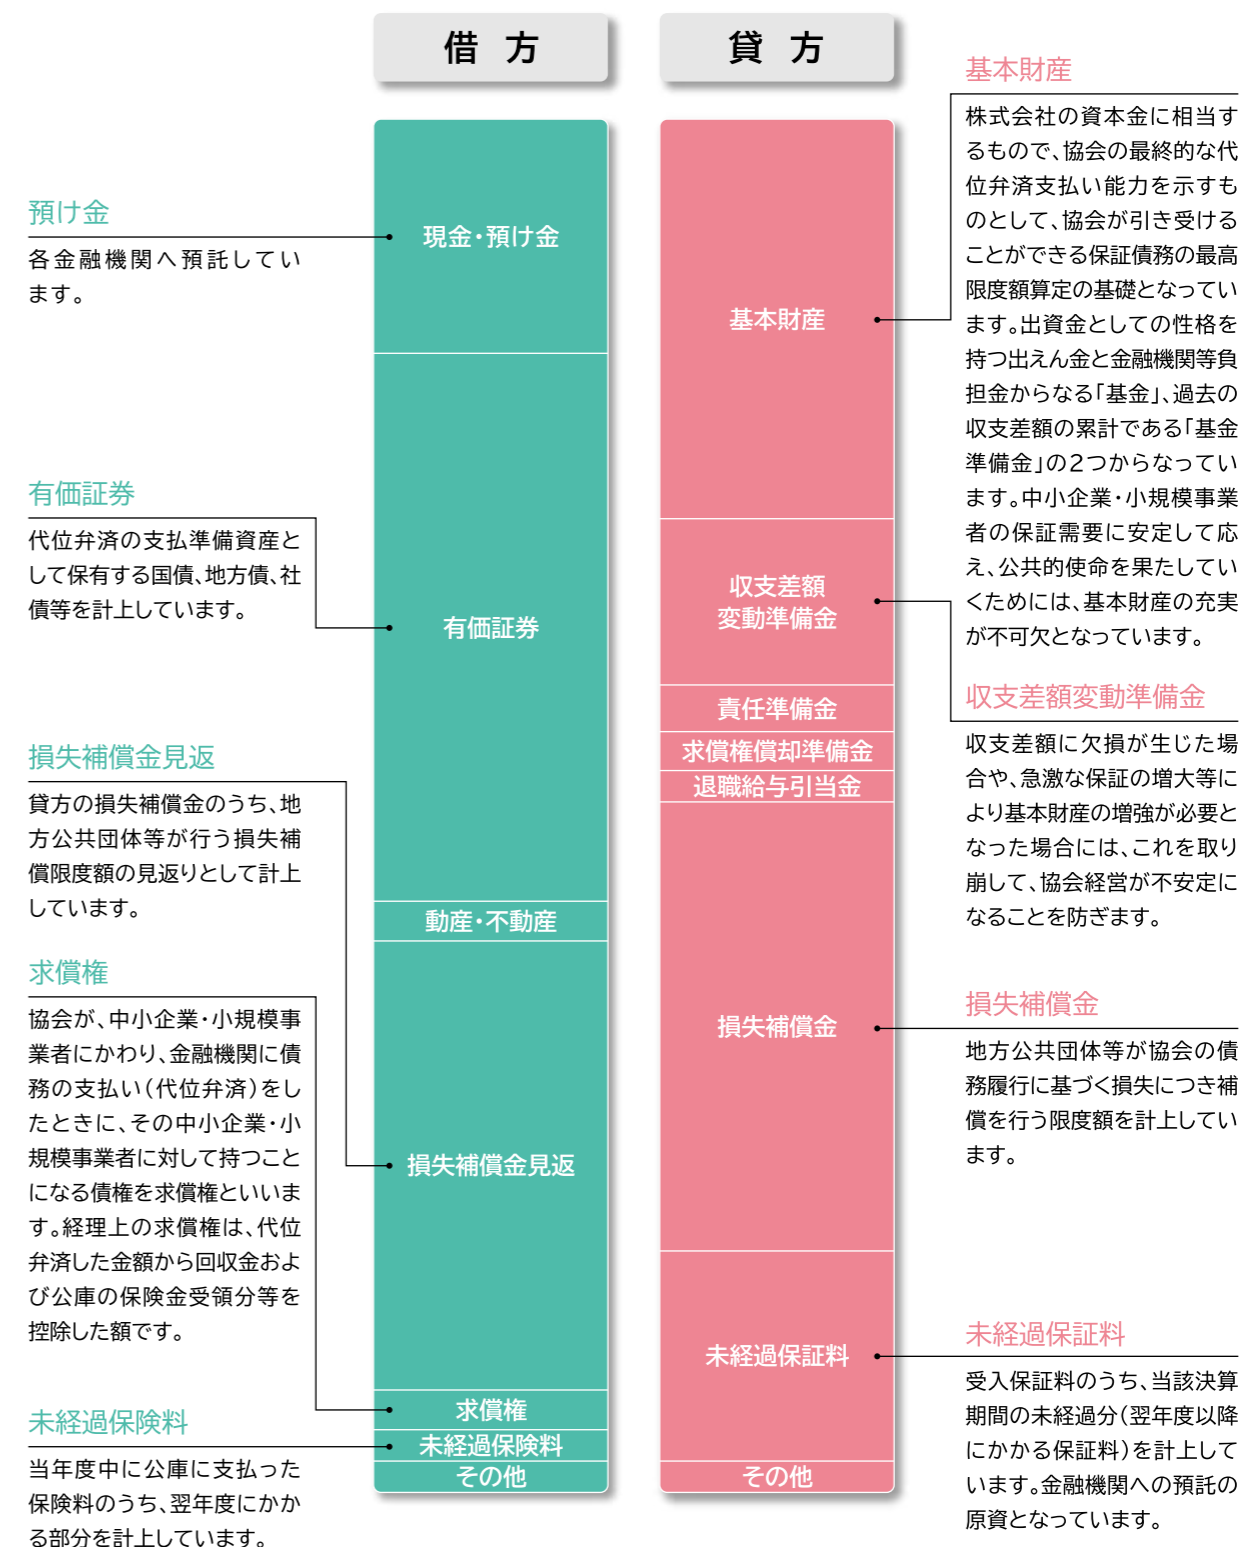 借方
貸方
預け金
各金融機関へ預託してい
ます。
有価証券
代位弁済の支払準備資産と
して保有する国債、地方債、社
債等を計上しています。
損失補償金見返
貸方の損失補償金のうち、地
方公共団体等が行う損失補
償限度額の見返りとして計上
しています。
求償権
協会が、中小企業・小規模事
業者にかわり、金融機関に債
務の支払い(代位弁済)をし
たときに、その中小企業・小
規模事業者に対して持つこと
になる債権を求償権といいま
す。経理上の求償権は、代位
弁済した金額から回収金およ
び公庫の保険金受領分等を
控除した額です。
未経過保険料
当年度中に公庫に支払った
保険料のうち、翌年度にかか
る部分を計上しています。
現金・預け金
有価証券
動産・不動産
損失補償金見返
求償権
未経過保険料
その他
基本財産
収支差額
変動準備金
責任準備金
求償権償却準備金
退職給与引当金
損失補償金
未経過保証料
その他
基本財産
株式会社の資本金に相当す
るもので、協会の最終的な代
位弁済支払い能力を示すも
のとして、協会が引き受ける
ことができる保証債務の最高
限度額算定の基礎となってい
ます。出資金としての性格を
持つ出えん金と金融機関等負
担金からなる「基金」、過去の
収支差額の累計である「基金
準備金」の2つからなってい
ます。中小企業・小規模事業
者の保証需要に安定して応
え、公共的使命を果たしてい
くためには、基本財産の充実
が不可欠となっています。
収支差額変動準備金
収支差額に欠損が生じた場
合や、急激な保証の増大等に
より基本財産の増強が必要と
なった場合には、これを取り
崩して、協会経営が不安定に
なることを防ぎます。
損失補償金
地方公共団体等が協会の債
務履行に基づく損失につき補
償を行う限度額を計上してい
ます。
未経過保証料
受入保証料のうち、当該決算
期間の未経過分(翌年度以降
にかかる保証料)を計上して
います。金融機関への預託の
原資となっています。